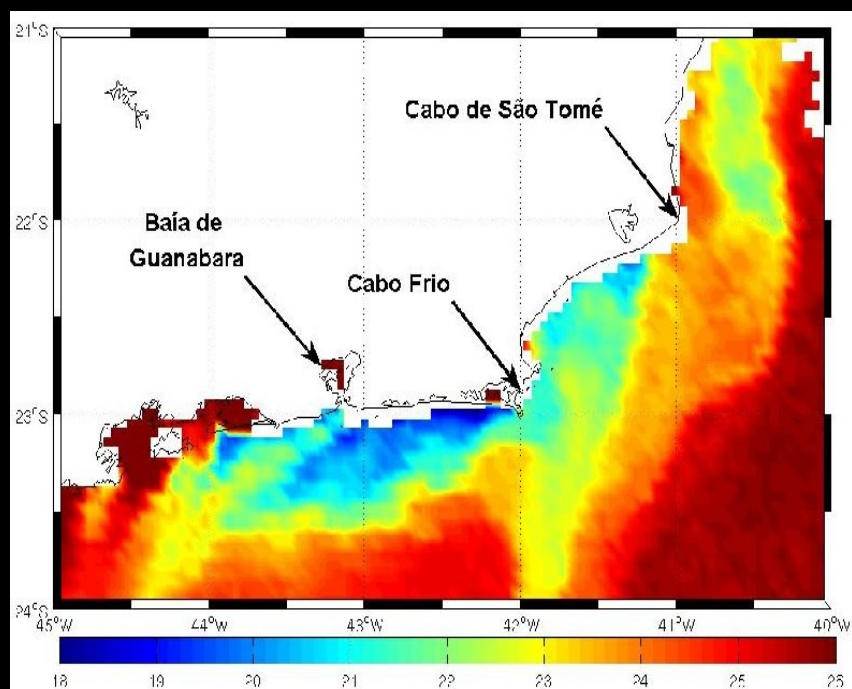 21°S
Cabo de São Tomé
22°S
Baía de
Guanabara
Cabo Frio
23°S
24°S
45°W 44°W 43°W 42°W 41°W 40°W
18 19 20 21 22 23 24 25 26